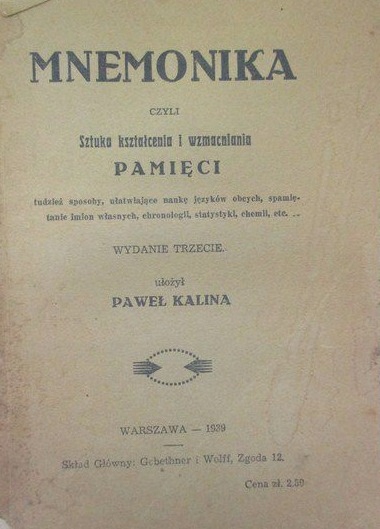 MNEMONIKA
CZYLI
Sztuka kształcenia i wzmacniania
PAMIĘCI
tudzież sposoby, ułatwiające naukę języków obcych, spamię-
tanie imion własnych, chronologii, statystyki, chemii, etc. ..
WYDANIE TRZECIE.
ułożył
PAWEŁ KALINA
WARSZAWA — 1939
Skład Główny: Gebethner i Wolff, Zgoda 12.
Cena zł. 2.50